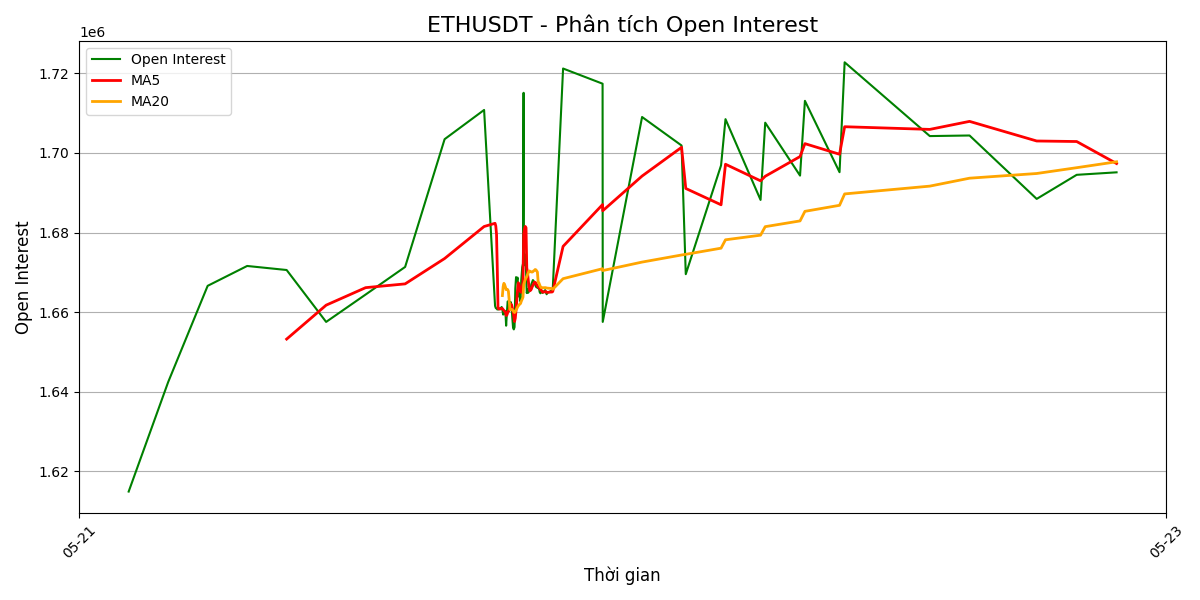 ETHUSDT - Phân tích Open Interest
1e6
Open Interest
MA5
MA20
1.72
1.70
1.68
1.66
1.64
1.62
Open Interest
05-21
05-23
Thời gian